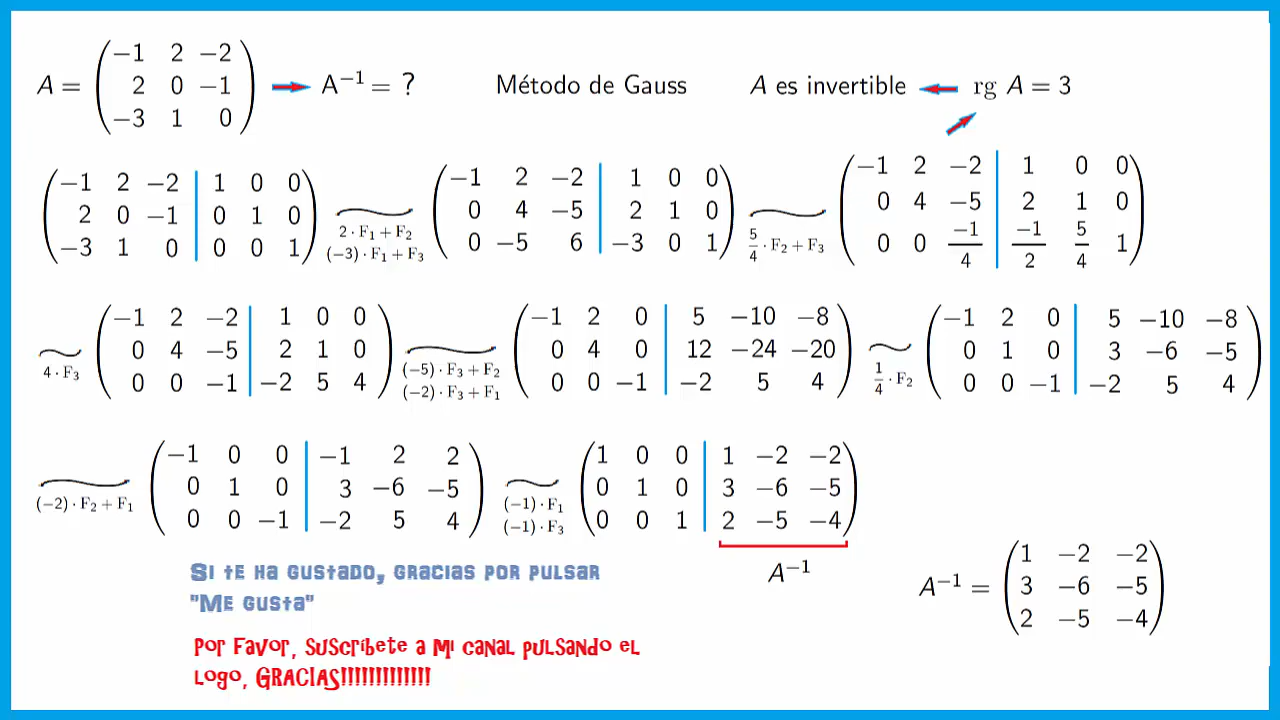 A = (−1 2 −2 → A⁻¹ = ? Método de Gauss A es invertible ← rg A = 3
2 0 −1
−3 1 0)
(−1 2 −2 | 1 0 0
2 0 −1 | 0 1 0
−3 1 0 | 0 0 1)
2 · F₁ + F₂
(−3) · F₁ + F₃
(−1 2 −2 | 1 0 0
0 4 −5 | 2 1 0
0 −5 6 | −3 0 1)
5/4 · F₂ + F₃
(−1 2 −2 | 1 0 0
0 4 −5 | 2 1 0
0 0 −1/4 | −1/2 5/4 1)
4 · F₃
(−1 2 −2 | 1 0 0
0 4 −5 | 2 1 0
0 0 −1 | −2 5 4)
(−5) · F₃ + F₂
(−2) · F₃ + F₁
(−1 2 0 | 5 −10 −8
0 4 0 | 12 −24 −20
0 0 −1 | −2 5 4)
1/4 · F₂
(−1 2 0 | 5 −10 −8
0 1 0 | 3 −6 −5
0 0 −1 | −2 5 4)
(−2) · F₂ + F₁
(−1 0 0 | −1 2 2
0 1 0 | 3 −6 −5
0 0 −1 | −2 5 4)
(−1) · F₁
(−1) · F₃
(1 0 0 | 1 −2 −2
0 1 0 | 3 −6 −5
0 0 1 | 2 −5 −4)
A⁻¹
A⁻¹ = (1 −2 −2
3 −6 −5
2 −5 −4)
Si te ha gustado, gracias por pulsar
"Me gusta"
Por Favor, suscríbete a mi canal pulsando el
logo, GRACIAS!!!!!!!!!!!!!